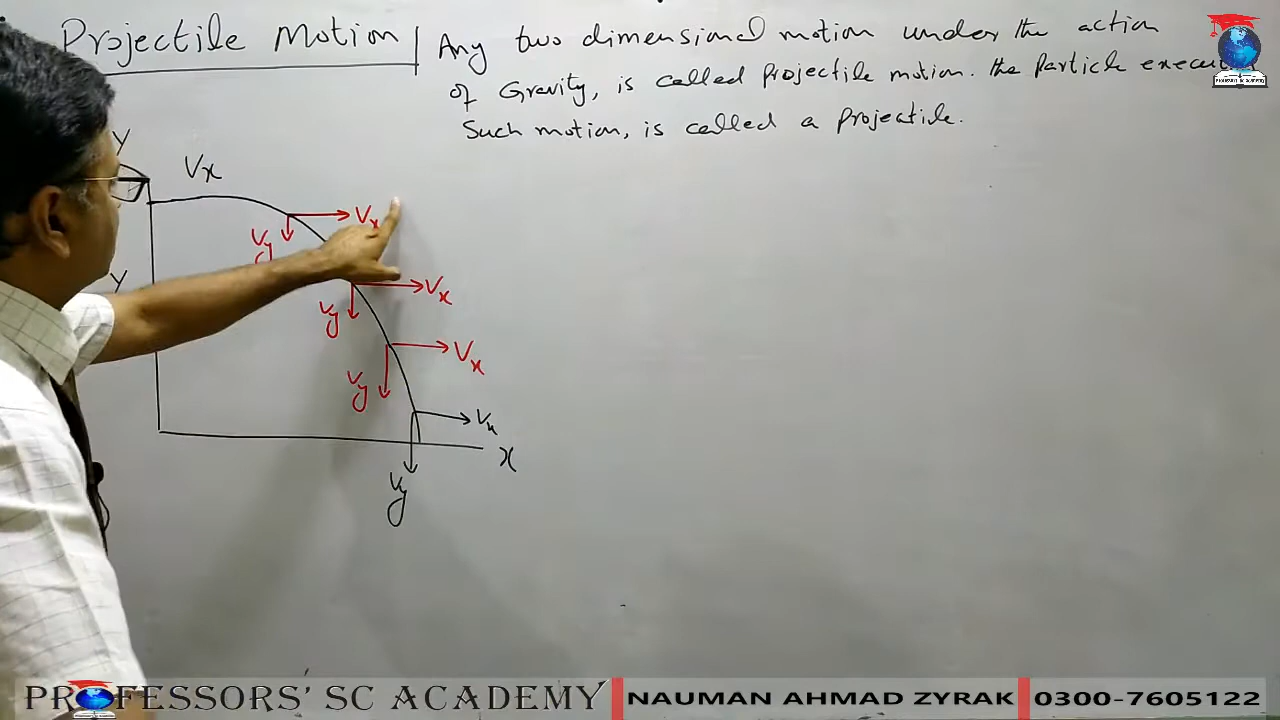 Projectile Motion
Any two dimensional motion under the action
of Gravity, is called projectile motion. the Particle
Such motion, is called a Projectile.
Y
Vx
Vx
Vy
Y
Vx
Vy
Vx
Vy
Vx
X
Vy
PROFESSORS' SC ACADEMY
NAUMAN AHMAD ZYRAK
0300-7605122